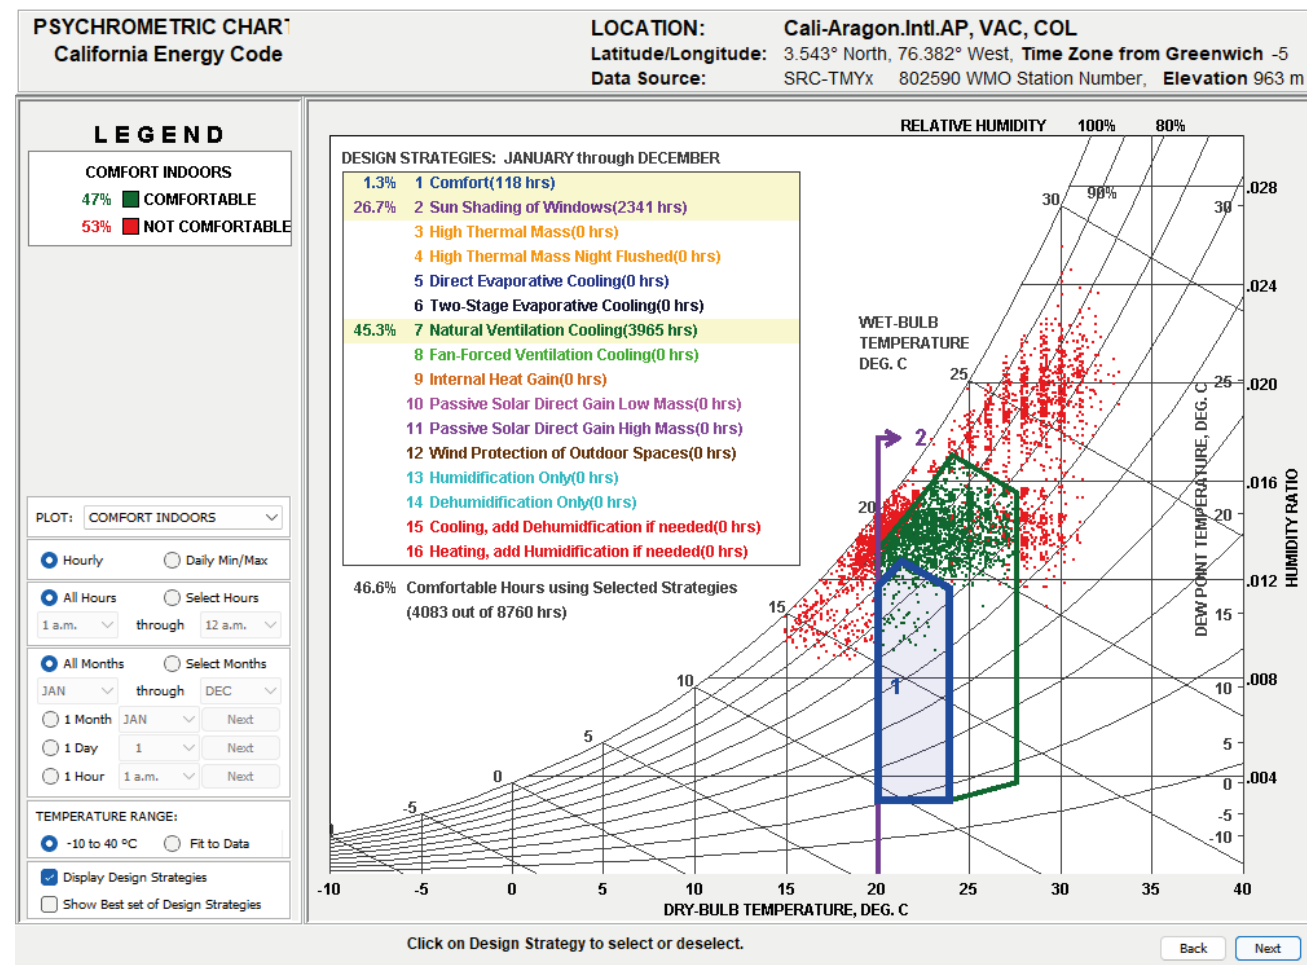 PSYCHROMETRIC CHART
California Energy Code
LOCATION: Cali-Aragon.Intl.AP, VAC, COL
Latitude/Longitude: 3.543° North, 76.382° West, Time Zone from Greenwich -5
Data Source: SRC-TMYx 802590 WMO Station Number, Elevation 963 m
LEGEND
COMFORT INDOORS
47% COMFORTABLE
53% NOT COMFORTABLE
PLOT: COMFORT INDOORS
Hourly Daily Min/Max
All Hours Select Hours
1 a.m. through 12 a.m.
All Months Select Months
JAN through DEC
1 Month JAN Next
1 Day 1 Next
1 Hour 1 a.m. Next
TEMPERATURE RANGE:
-10 to 40 ºC Fit to Data
Display Design Strategies
Show Best set of Design Strategies
RELATIVE HUMIDITY 100% 80%
90%
DESIGN STRATEGIES: JANUARY through DECEMBER
1.3% 1 Comfort(118 hrs)
26.7% 2 Sun Shading of Windows(2341 hrs)
3 High Thermal Mass(0 hrs)
4 High Thermal Mass Night Flushed(0 hrs)
5 Direct Evaporative Cooling(0 hrs)
6 Two-Stage Evaporative Cooling(0 hrs)
45.3% 7 Natural Ventilation Cooling(3965 hrs)
8 Fan-Forced Ventilation Cooling(0 hrs)
9 Internal Heat Gain(0 hrs)
10 Passive Solar Direct Gain Low Mass(0 hrs)
11 Passive Solar Direct Gain High Mass(0 hrs)
12 Wind Protection of Outdoor Spaces(0 hrs)
13 Humidification Only(0 hrs)
14 Dehumidification Only(0 hrs)
15 Cooling, add Dehumidfication if needed(0 hrs)
16 Heating, add Humidification if needed(0 hrs)
46.6% Comfortable Hours using Selected Strategies
(4083 out of 8760 hrs)
WET-BULB
TEMPERATURE
DEG. C
30
25
20
15
10
5
0
-5
2
1
30
25
20
15
10
5
0
-5
-10
DEW POINT TEMPERATURE, DEG. C
.028
.024
.020
.016
.012
.008
.004
HUMIDITY RATIO
-10 -5 0 5 10 15 20 25 30 35 40
DRY-BULB TEMPERATURE, DEG. C
Click on Design Strategy to select or deselect.
Back Next